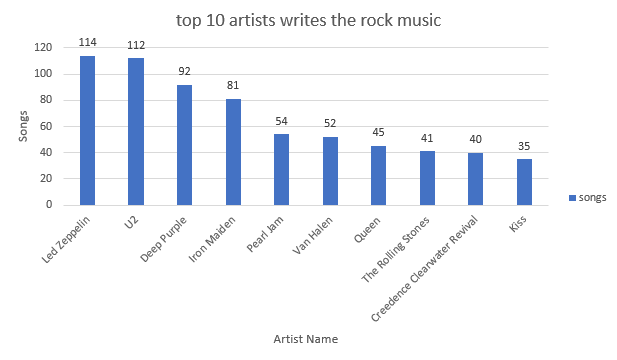 top 10 artists writes the rock music
120
100
80
60
40
20
0
Songs
114
112
92
81
54
52
45
41
40
35
Led Zeppelin
U2
Deep Purple
Iron Maiden
Pearl Jam
Van Halen
Queen
The Rolling Stones
Creedence Clearwater Revival
Kiss
Artist Name
songs